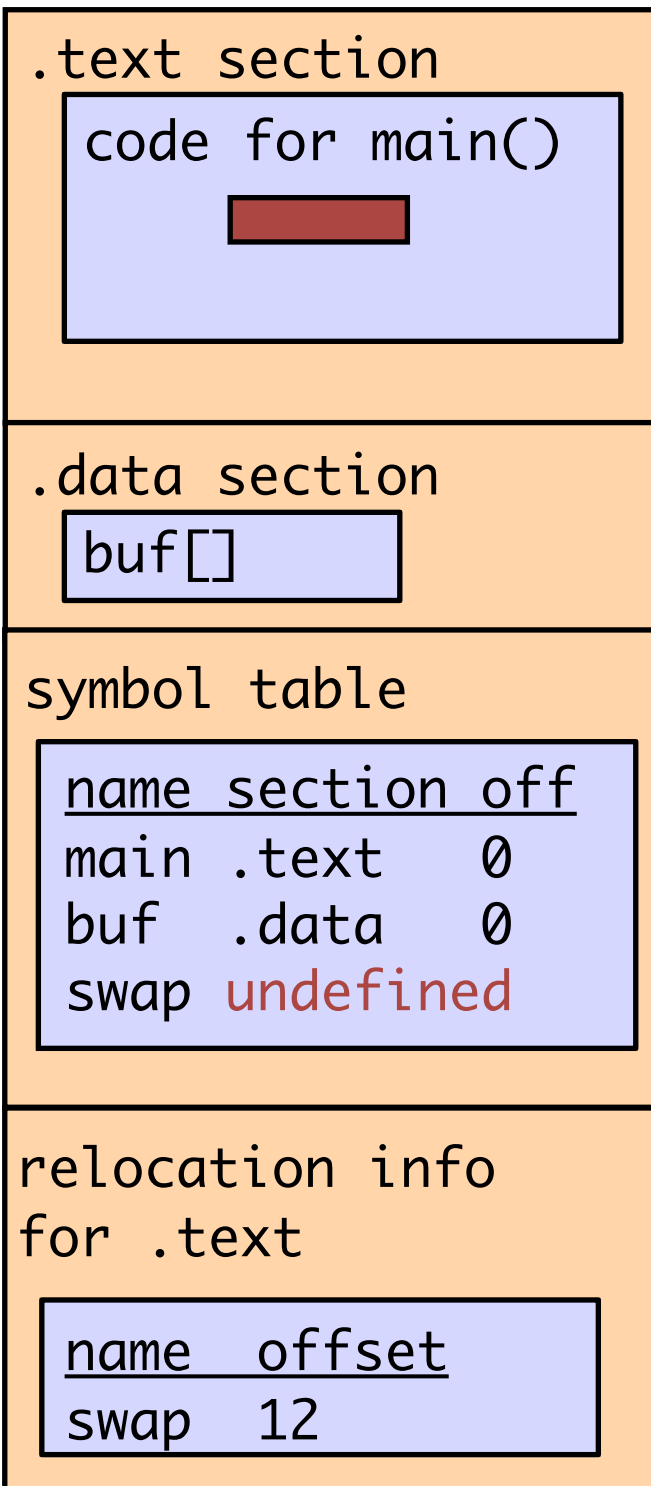 .text section
code for main()
.data section
buf[]
symbol table
name section off
main .text 0
buf .data 0
swap undefined
relocation info
for .text
name offset
swap 12